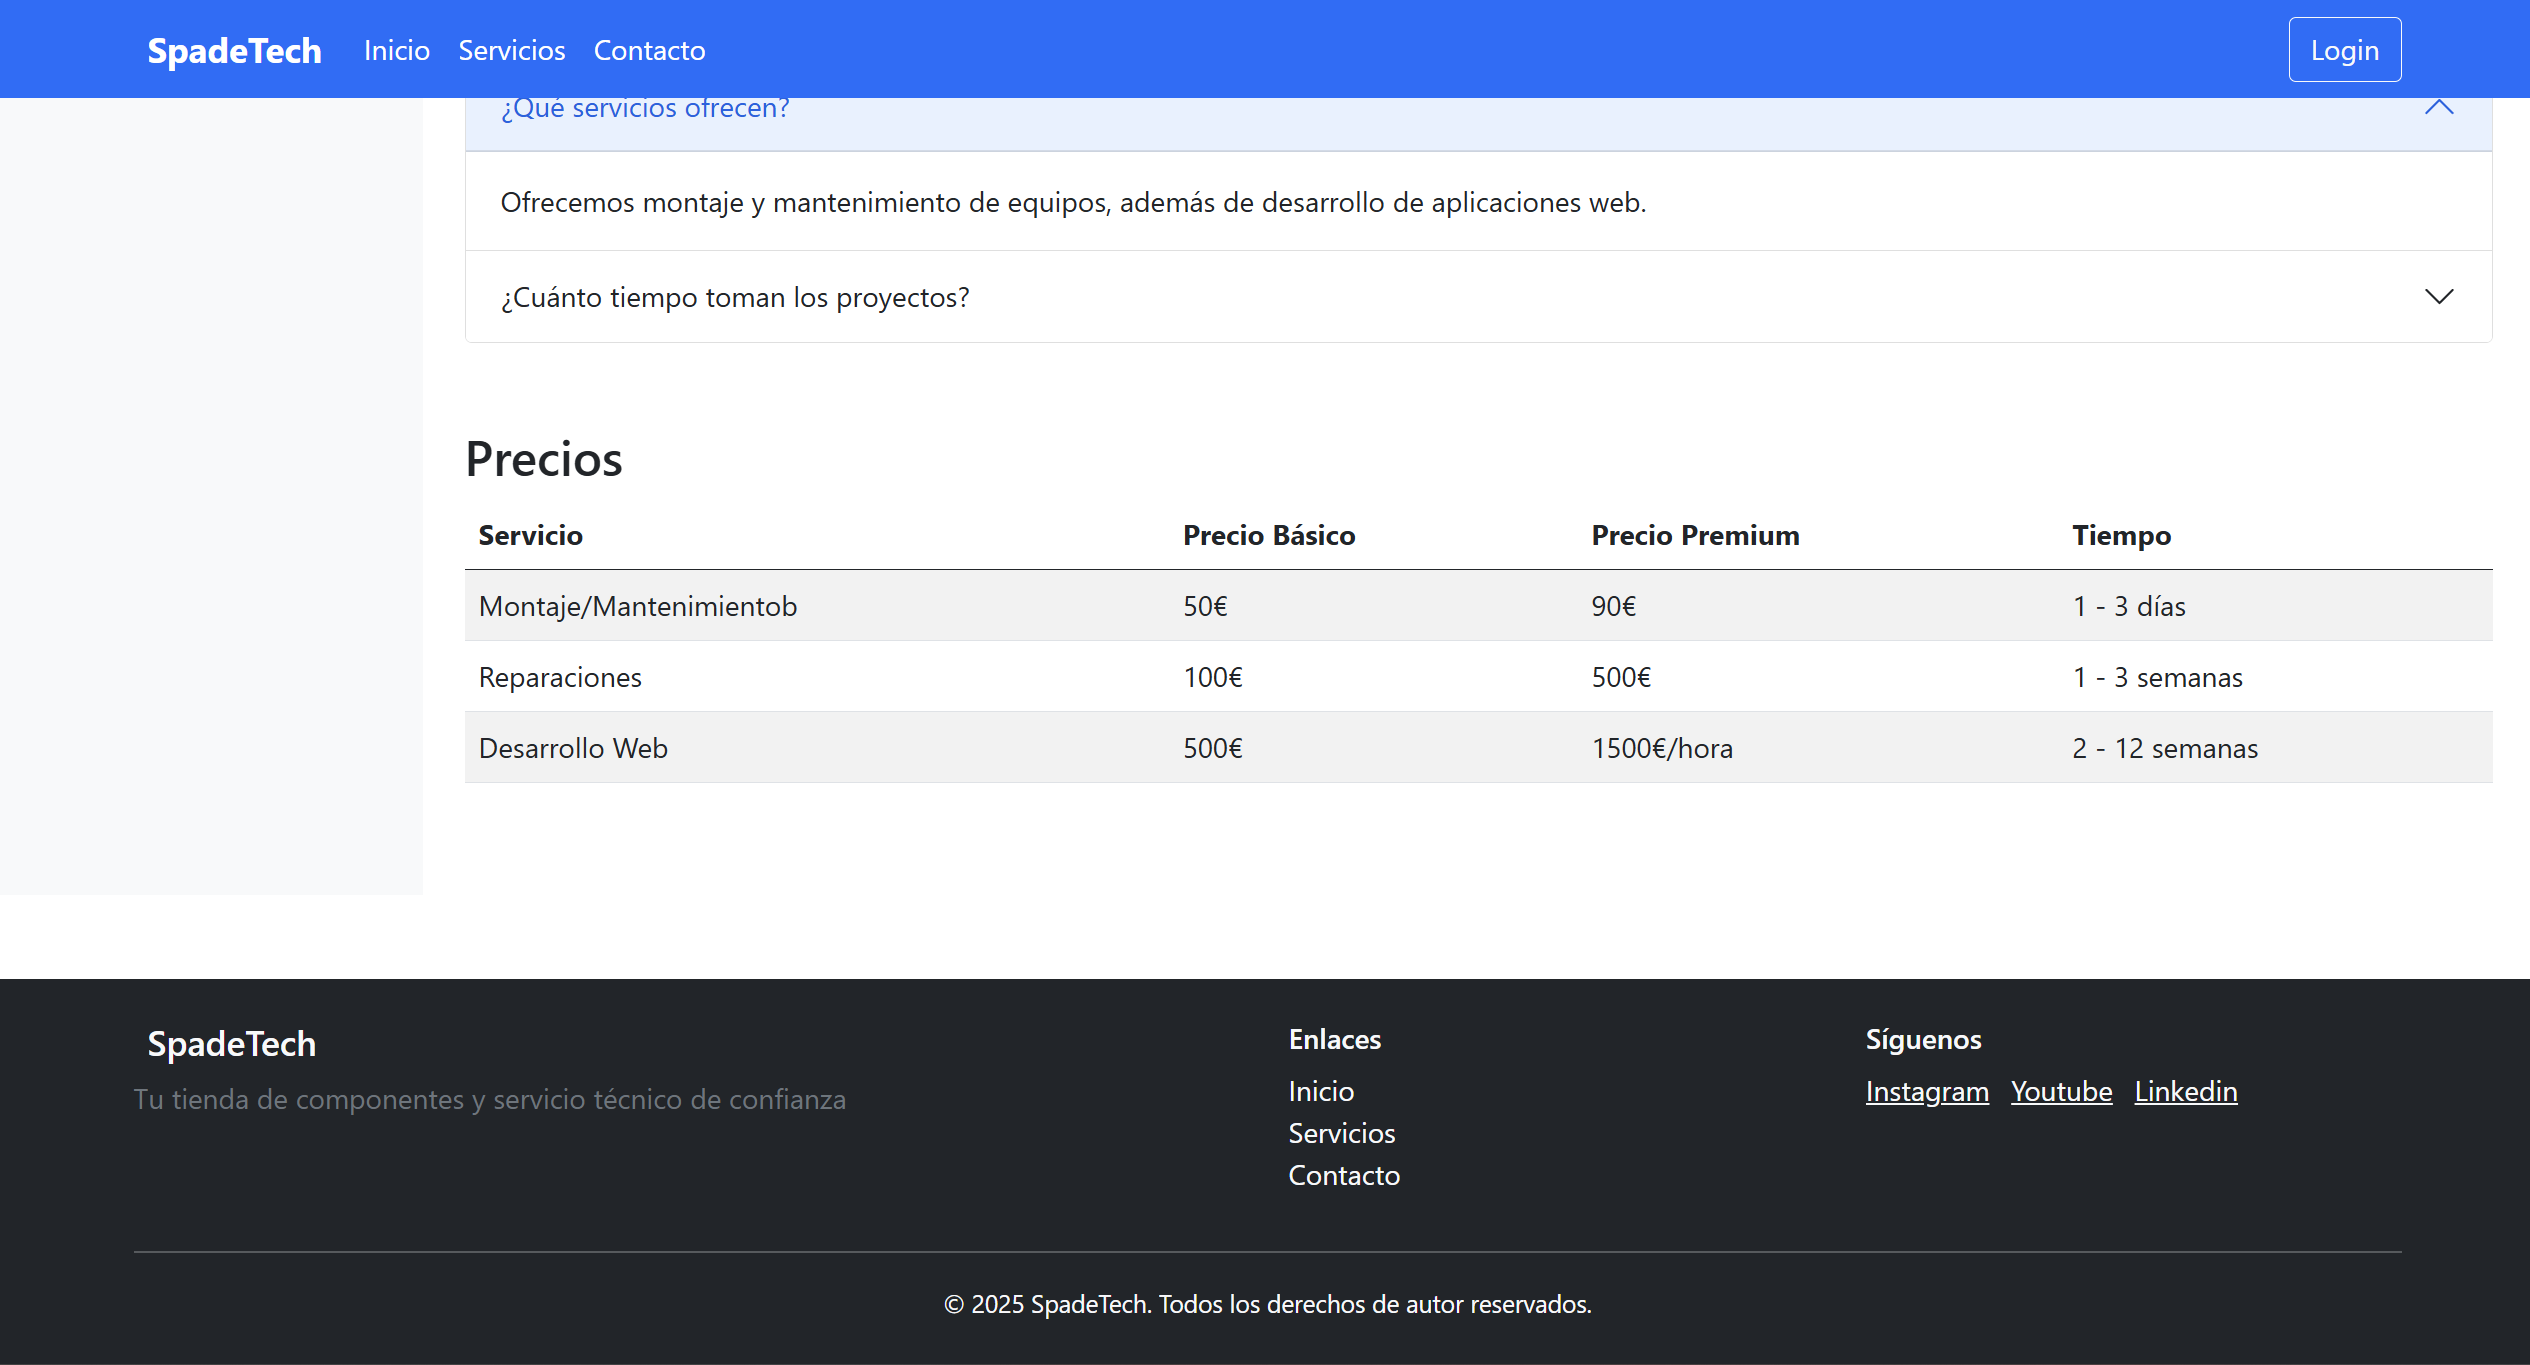 SpadeTech Inicio Servicios Contacto Login
¿Qué servicios ofrecen?
Ofrecemos montaje y mantenimiento de equipos, además de desarrollo de aplicaciones web.
¿Cuánto tiempo toman los proyectos?
Precios
Servicio Precio Básico Precio Premium Tiempo
Montaje/Mantenimientob 50€ 90€ 1 - 3 días
Reparaciones 100€ 500€ 1 - 3 semanas
Desarrollo Web 500€ 1500€/hora 2 - 12 semanas
SpadeTech
Tu tienda de componentes y servicio técnico de confianza
Enlaces
Inicio
Servicios
Contacto
Síguenos
Instagram Youtube Linkedin
© 2025 SpadeTech. Todos los derechos de autor reservados.